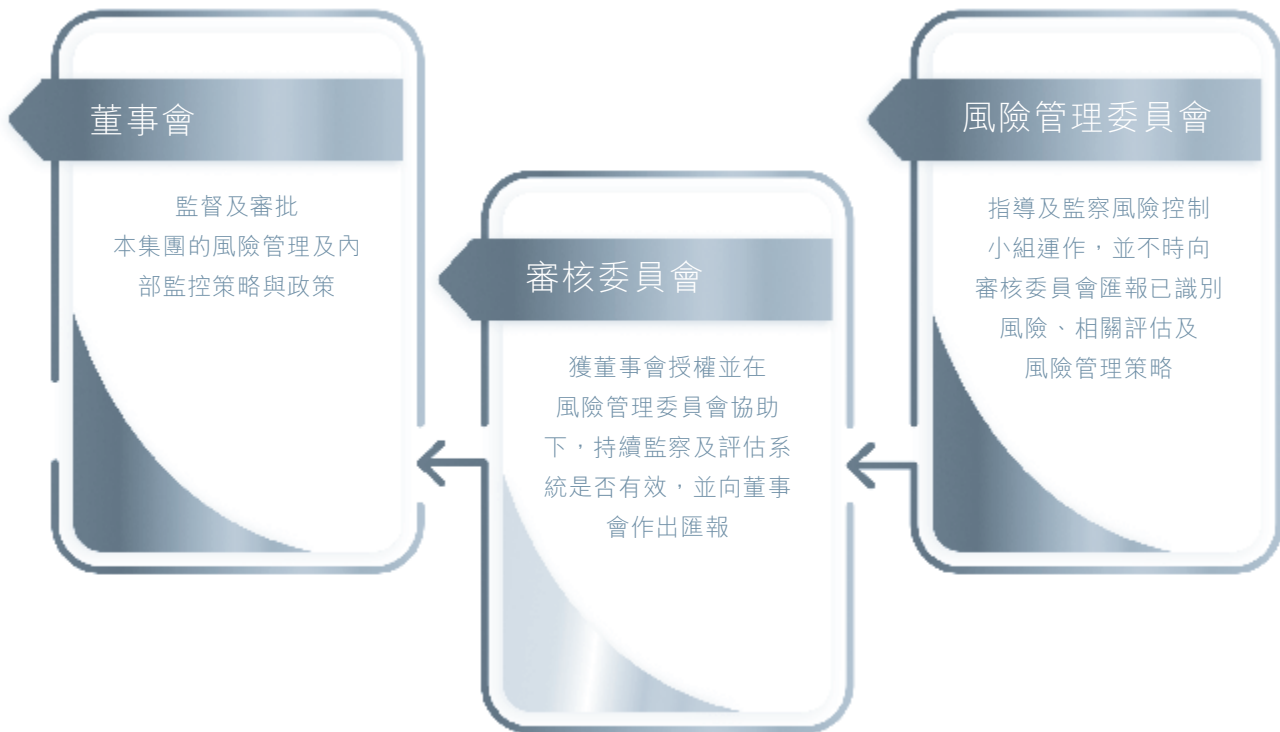 董事會
監督及審批
本集團的風險管理及內
部監控策略與政策
審核委員會
獲董事會授權並在
風險管理委員會協助
下，持續監察及評估系
統是否有效，並向董事
會作出匯報
風險管理委員會
指導及監察風險控制
小組運作，並不時向
審核委員會匯報已識別
風險、相關評估及
風險管理策略